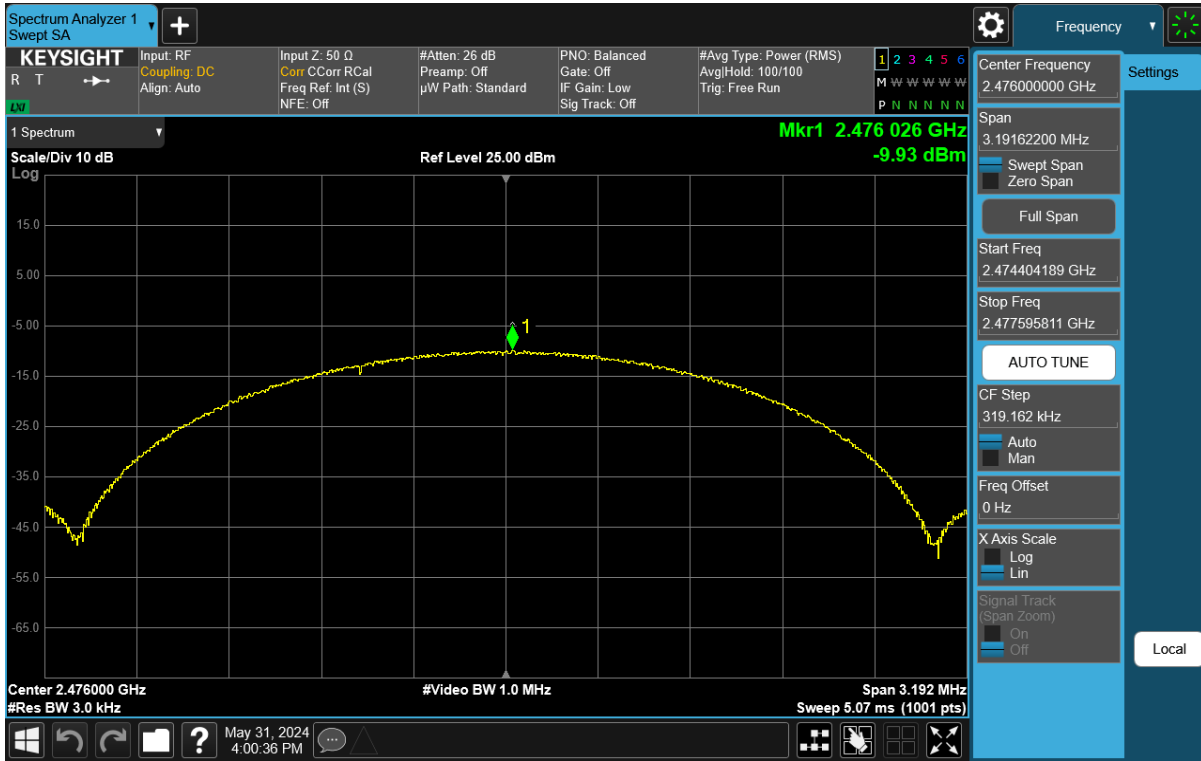 Spectrum Analyzer 1
Swept SA
Frequency
KEYSIGHT
R T
LXI
Input: RF
Coupling: DC
Align: Auto
Input Z: 50 Ω
Corr CCorr RCal
Freq Ref: Int (S)
NFE: Off
#Atten: 26 dB
Preamp: Off
µW Path: Standard
PNO: Balanced
Gate: Off
IF Gain: Low
Sig Track: Off
#Avg Type: Power (RMS)
Avg|Hold: 100/100
Trig: Free Run
1 2 3 4 5 6
M W W W W W
P N N N N N
1 Spectrum
Mkr1 2.476 026 GHz
-9.93 dBm
Scale/Div 10 dB
Ref Level 25.00 dBm
Log
15.0
5.00
-5.00
-15.0
-25.0
-35.0
-45.0
-55.0
-65.0
1
Center 2.476000 GHz
#Video BW 1.0 MHz
Span 3.192 MHz
#Res BW 3.0 kHz
Sweep 5.07 ms (1001 pts)
Center Frequency
2.476000000 GHz
Settings
Span
3.19162200 MHz
Swept Span
Zero Span
Full Span
Start Freq
2.474404189 GHz
Stop Freq
2.477595811 GHz
AUTO TUNE
CF Step
319.162 kHz
Auto
Man
Freq Offset
0 Hz
X Axis Scale
Log
Lin
Signal Track
(Span Zoom)
On
Off
Local
?
May 31, 2024
4:00:36 PM